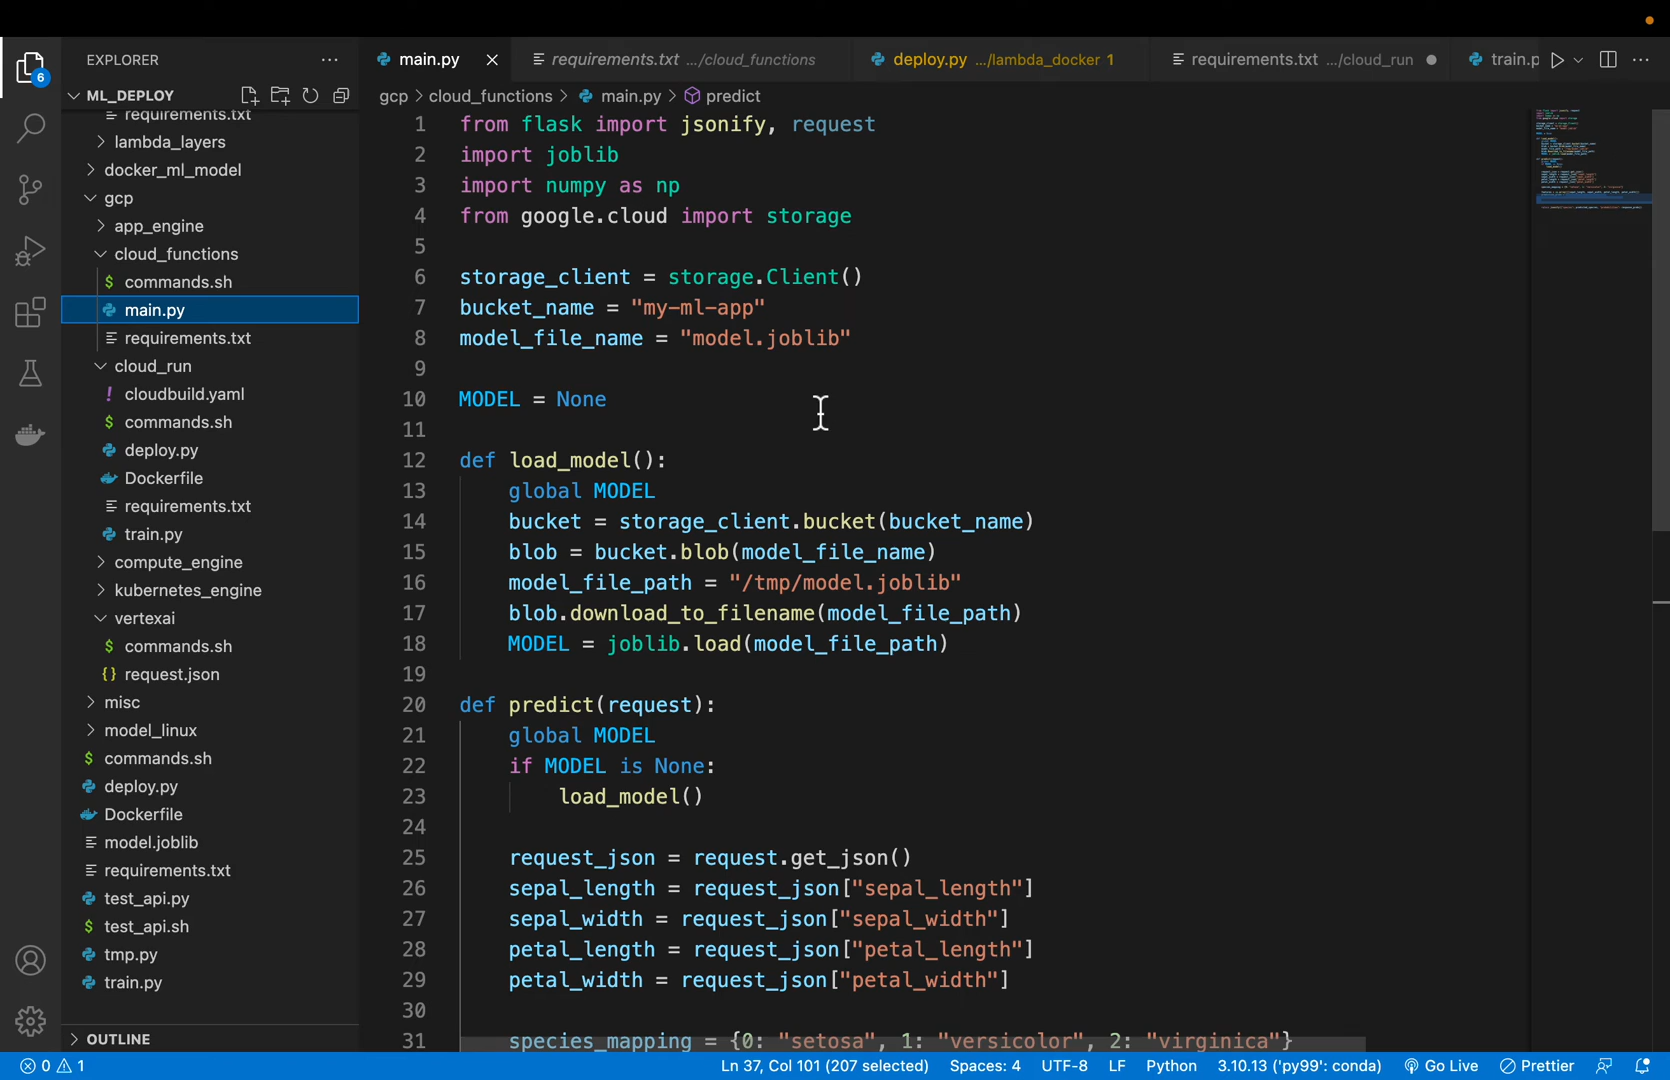 EXPLORER
ML_DEPLOY
requirements.txt
lambda_layers
docker_ml_model
gcp
app_engine
cloud_functions
commands.sh
main.py
requirements.txt
cloud_run
cloudbuild.yaml
commands.sh
deploy.py
Dockerfile
requirements.txt
train.py
compute_engine
kubernetes_engine
vertexai
commands.sh
request.json
misc
model_linux
commands.sh
deploy.py
Dockerfile
model.joblib
requirements.txt
test_api.py
test_api.sh
tmp.py
train.py
OUTLINE
6
main.py requirements.txt .../cloud_functions deploy.py .../lambda_docker 1 requirements.txt .../cloud_run train.p
gcp > cloud_functions > main.py > predict
1 from flask import jsonify, request
2 import joblib
3 import numpy as np
4 from google.cloud import storage
5
6 storage_client = storage.Client()
7 bucket_name = "my-ml-app"
8 model_file_name = "model.joblib"
9
10 MODEL = None
11
12 def load_model():
13 global MODEL
14 bucket = storage_client.bucket(bucket_name)
15 blob = bucket.blob(model_file_name)
16 model_file_path = "/tmp/model.joblib"
17 blob.download_to_filename(model_file_path)
18 MODEL = joblib.load(model_file_path)
19
20 def predict(request):
21 global MODEL
22 if MODEL is None:
23 load_model()
24
25 request_json = request.get_json()
26 sepal_length = request_json["sepal_length"]
27 sepal_width = request_json["sepal_width"]
28 petal_length = request_json["petal_length"]
29 petal_width = request_json["petal_width"]
30
31 species_mapping = {0: "setosa", 1: "versicolor", 2: "virginica"}
0 1 Ln 37, Col 101 (207 selected) Spaces: 4 UTF-8 LF Python 3.10.13 ('py99': conda) Go Live Prettier